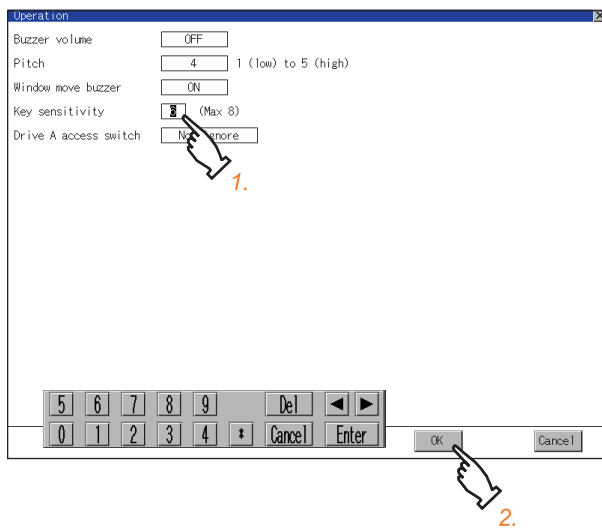 Operation
Buzzer volume OFF
Pitch 4 1 (low) to 5 (high)
Window move buzzer ON
Key sensitivity (Max 8)
Drive A access switch
1.
5 6 7 8 9 Del ◄ ►
0 1 2 3 4 * Cancel Enter
OK Cancel
2.